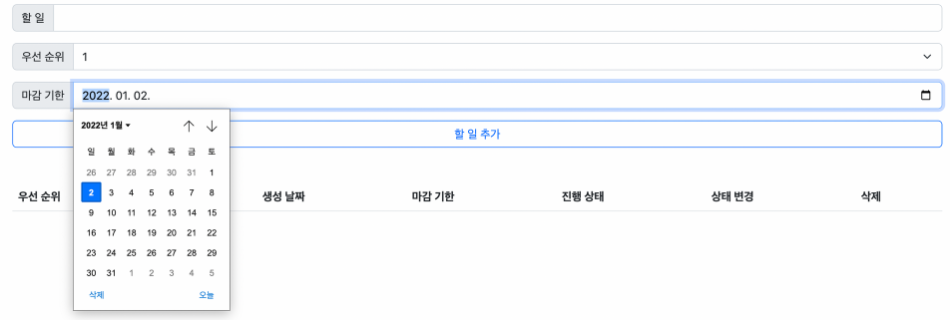 할 일
우선 순위 1
마감 기한 2022. 01. 02.
2022년 1월
일 월 화 수 목 금 토
26 27 28 29 30 31 1
2 3 4 5 6 7 8
9 10 11 12 13 14 15
16 17 18 19 20 21 22
23 24 25 26 27 28 29
30 31 1 2 3 4 5
삭제 오늘
할 일 추가
우선 순위 생성 날짜 마감 기한 진행 상태 상태 변경 삭제